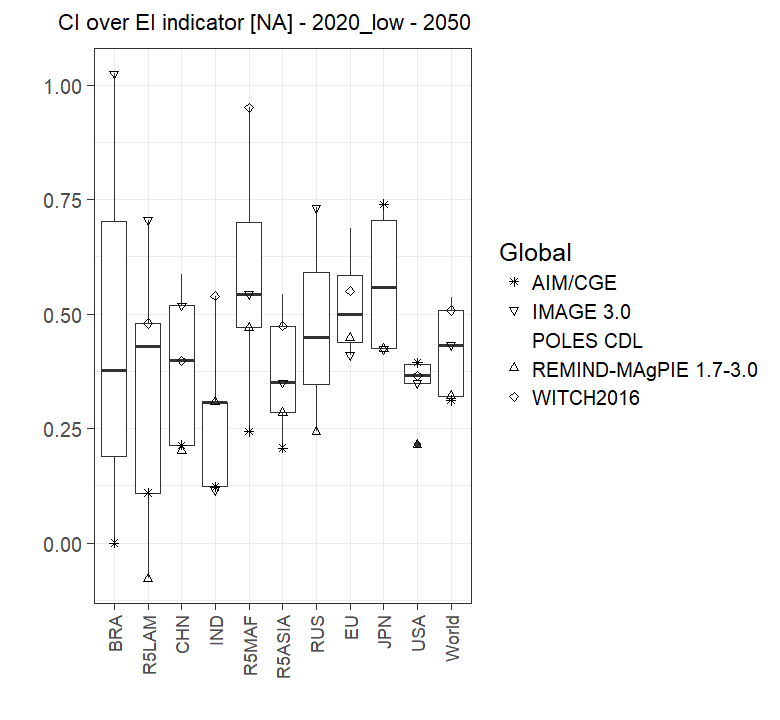 CI over EI indicator [NA] - 2020_low - 2050
1.00
0.75
0.50
0.25
0.00
BRA
R5LAM
CHN
IND
R5MAF
R5ASIA
RUS
EU
JPN
USA
World
Global
AIM/CGE
IMAGE 3.0
POLES CDL
REMIND-MAgPIE 1.7-3.0
WITCH2016